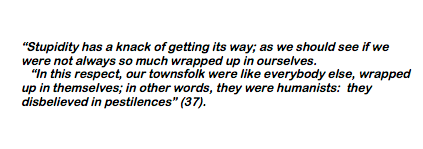 “Stupidity has a knack of getting its way; as we should see if we
were not always so much wrapped up in ourselves.
“In this respect, our townsfolk were like everybody else, wrapped
up in themselves; in other words, they were humanists:  they
disbelieved in pestilences” (37).